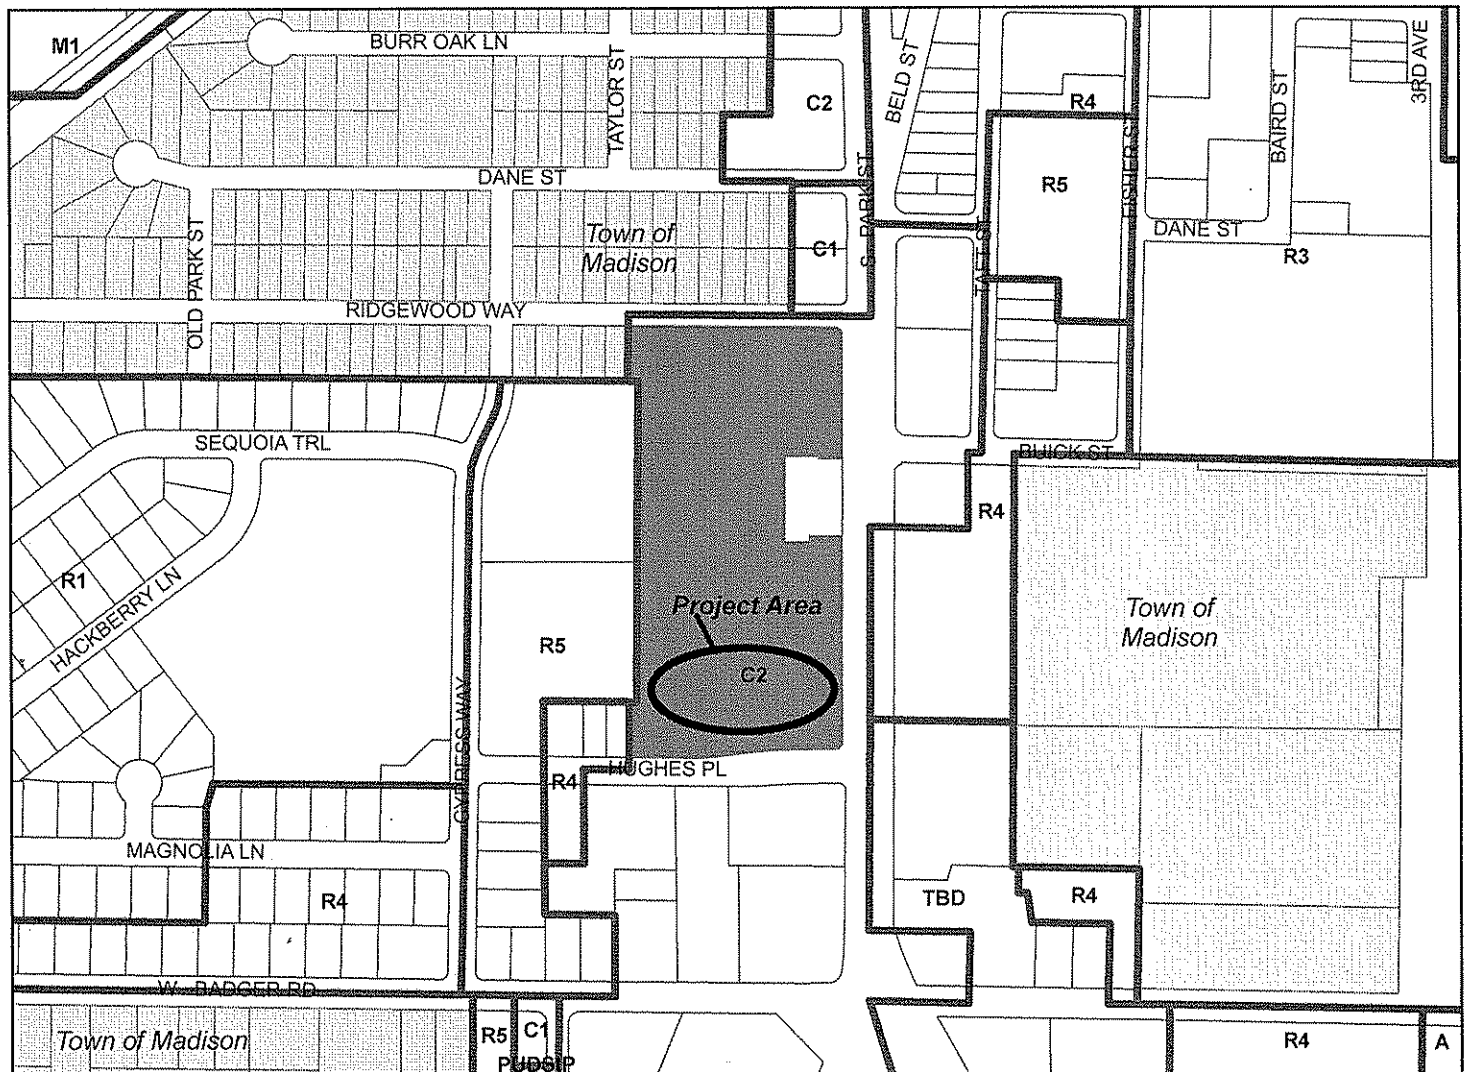 M1
BURR OAK LN
TAYLOR ST
C2
BELD ST
R4
BAIRD ST
3RD AVE
DANE ST
S PARK ST
R5
FISHER ST
OLD PARK ST
Town of
Madison
C1
TAFT ST
DANE ST
R3
RIDGEWOOD WAY
SEQUOIA TRL
BUICK ST
R4
R1
HACKBERRY LN
Project Area
Town of
Madison
R5
C2
CYPRESS WAY
R4
HUGHES PL
MAGNOLIA LN
R4
TBD
R4
W BADGER RD
Town of Madison
R5
C1
PUDSIP
R4
A